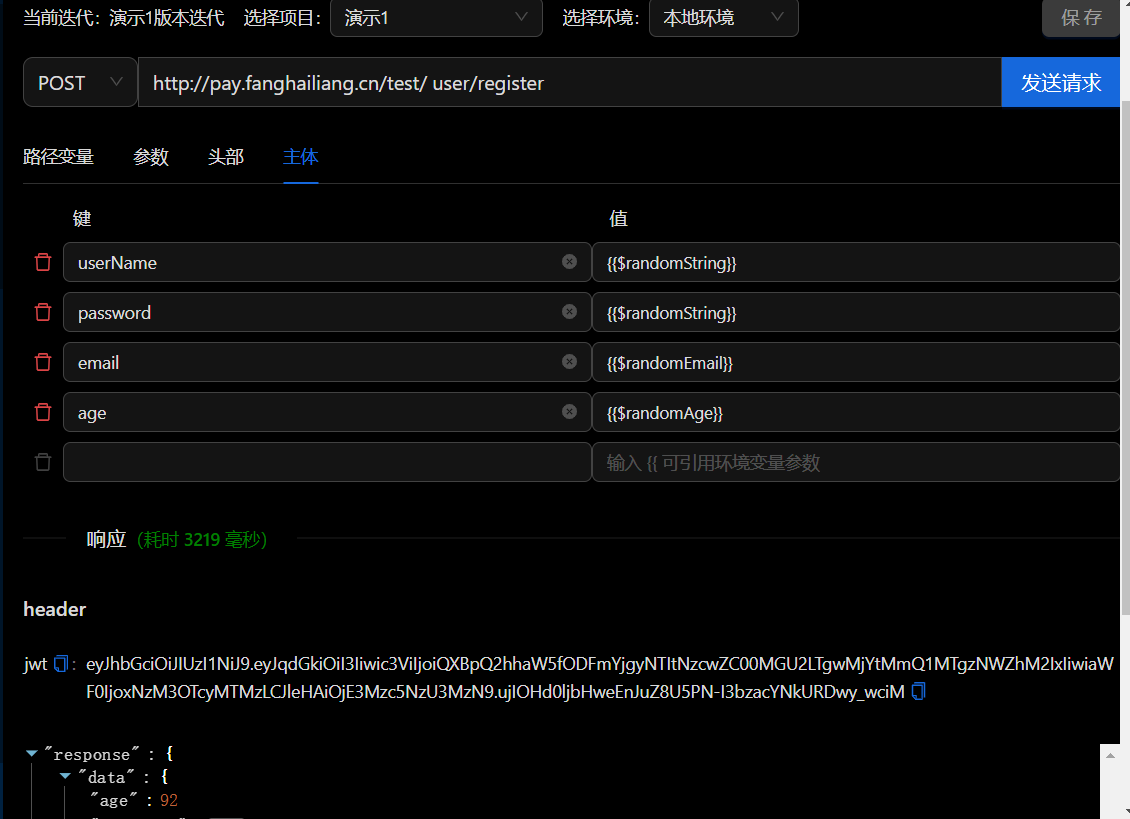 当前迭代：演示1版本迭代 选择项目： 演示1 选择环境： 本地环境 保存
POST http://pay.fanghailiang.cn/test/ user/register 发送请求
路径变量 参数 头部 主体
键 值
userName {{$randomString}}
password {{$randomString}}
email {{$randomEmail}}
age {{$randomAge}}
输入 {{ 可引用环境变量参数
响应 (耗时 3219 毫秒)
header
jwt : eyJhbGciOiJIUzI1NiJ9.eyJqdGkiOiI3Iiwic3ViIjoiQXBpQ2hhaW5fODFmYjgyNTItNzcwZC00MGU2LTgwMjYtMmQ1MTgzNWZhM2IxIiwiaW
F0IjoxNzM3OTcyMTMzLCJleHAiOjE3Mzc5NzU3MzN9.ujIOHd0ljbHweEnJuZ8U5PN-I3bzacYNkURDwy_wciM
"response" : {
"data" : {
"age" : 92